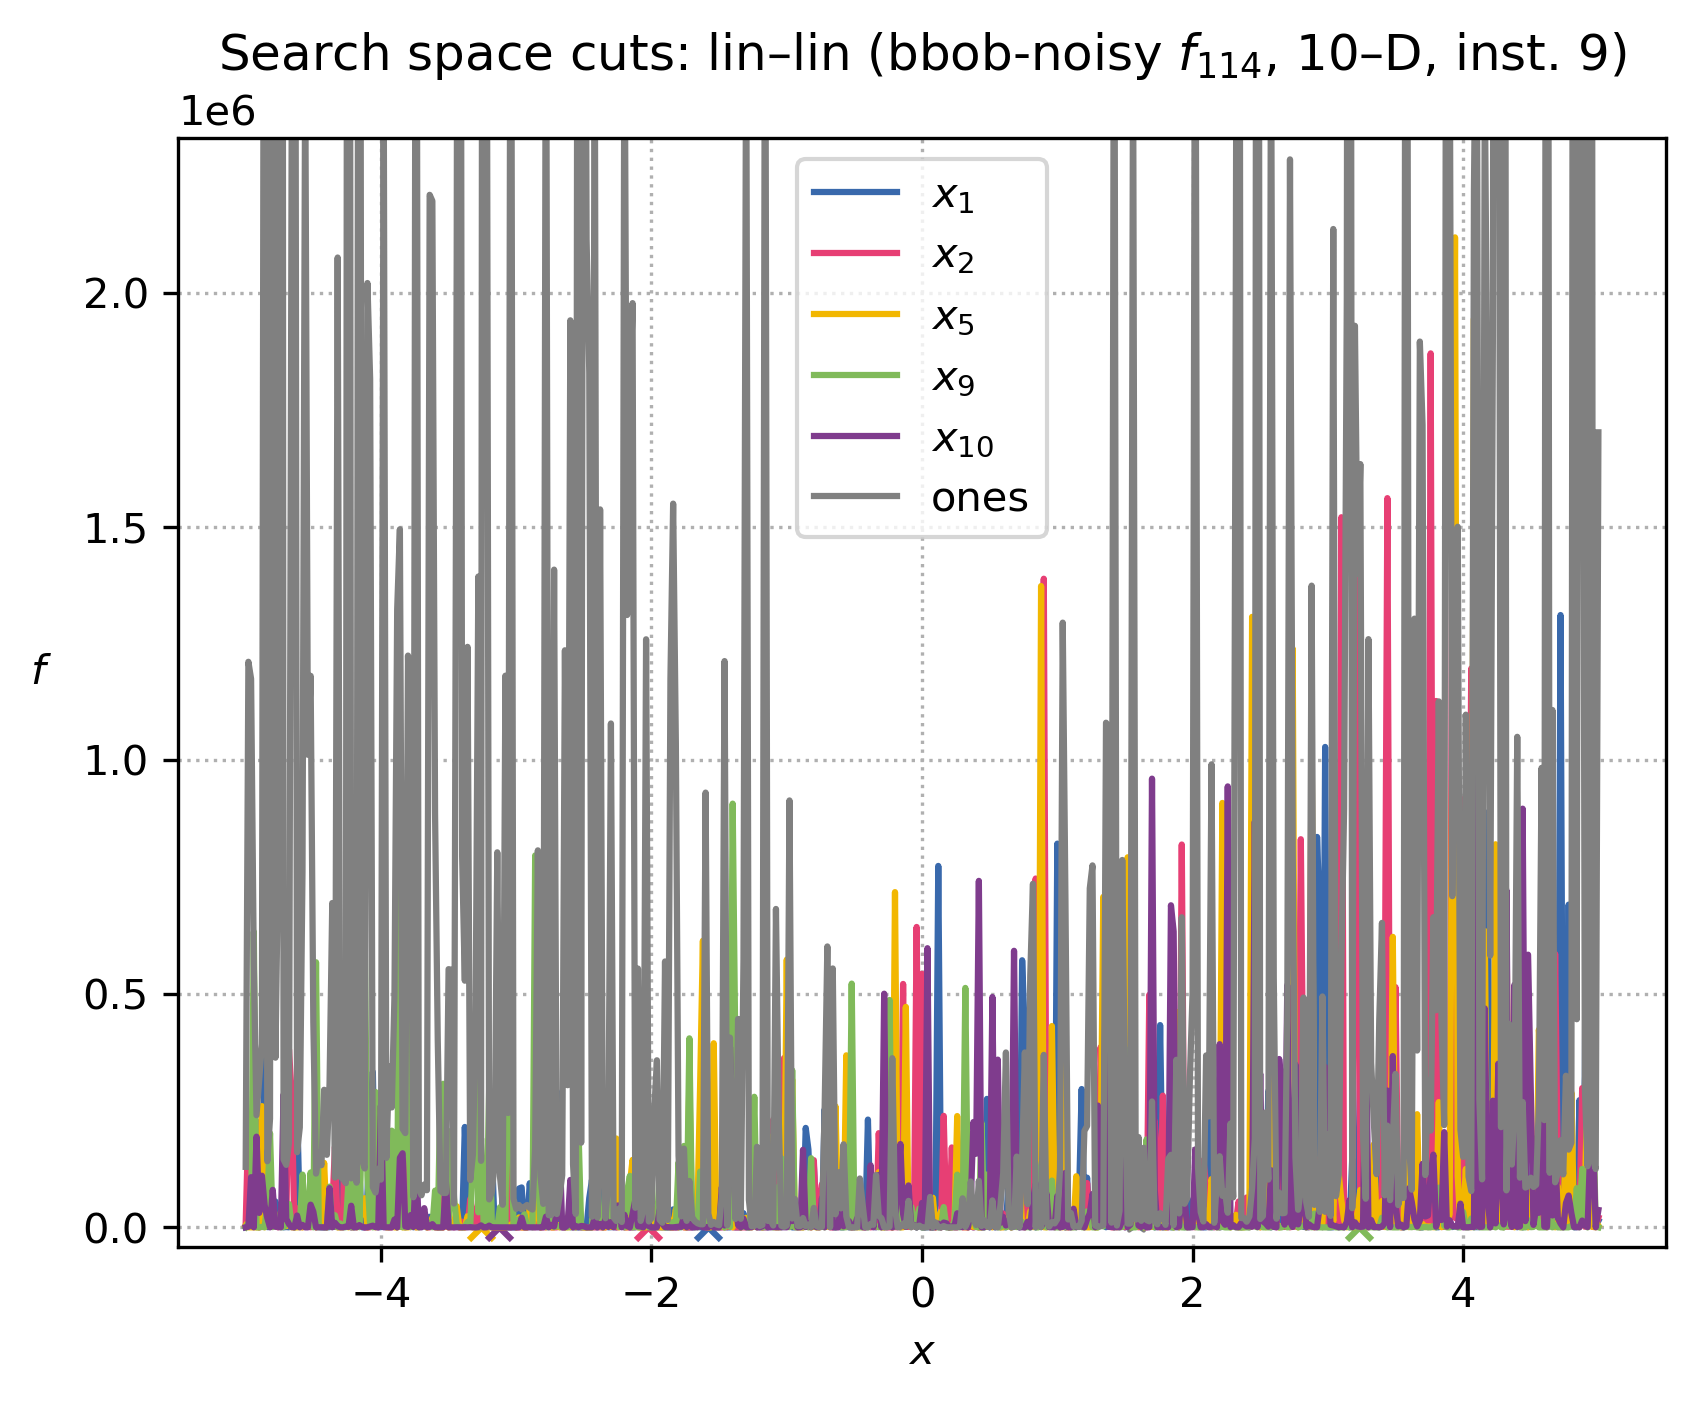 Search space cuts: lin–lin (bbob-noisy f₁₁₄, 10–D, inst. 9)
1e6
x₁
x₂
x₅
x₉
x₁₀
ones
2.0
1.5
1.0
0.5
0.0
f
−4 −2 0 2 4
x